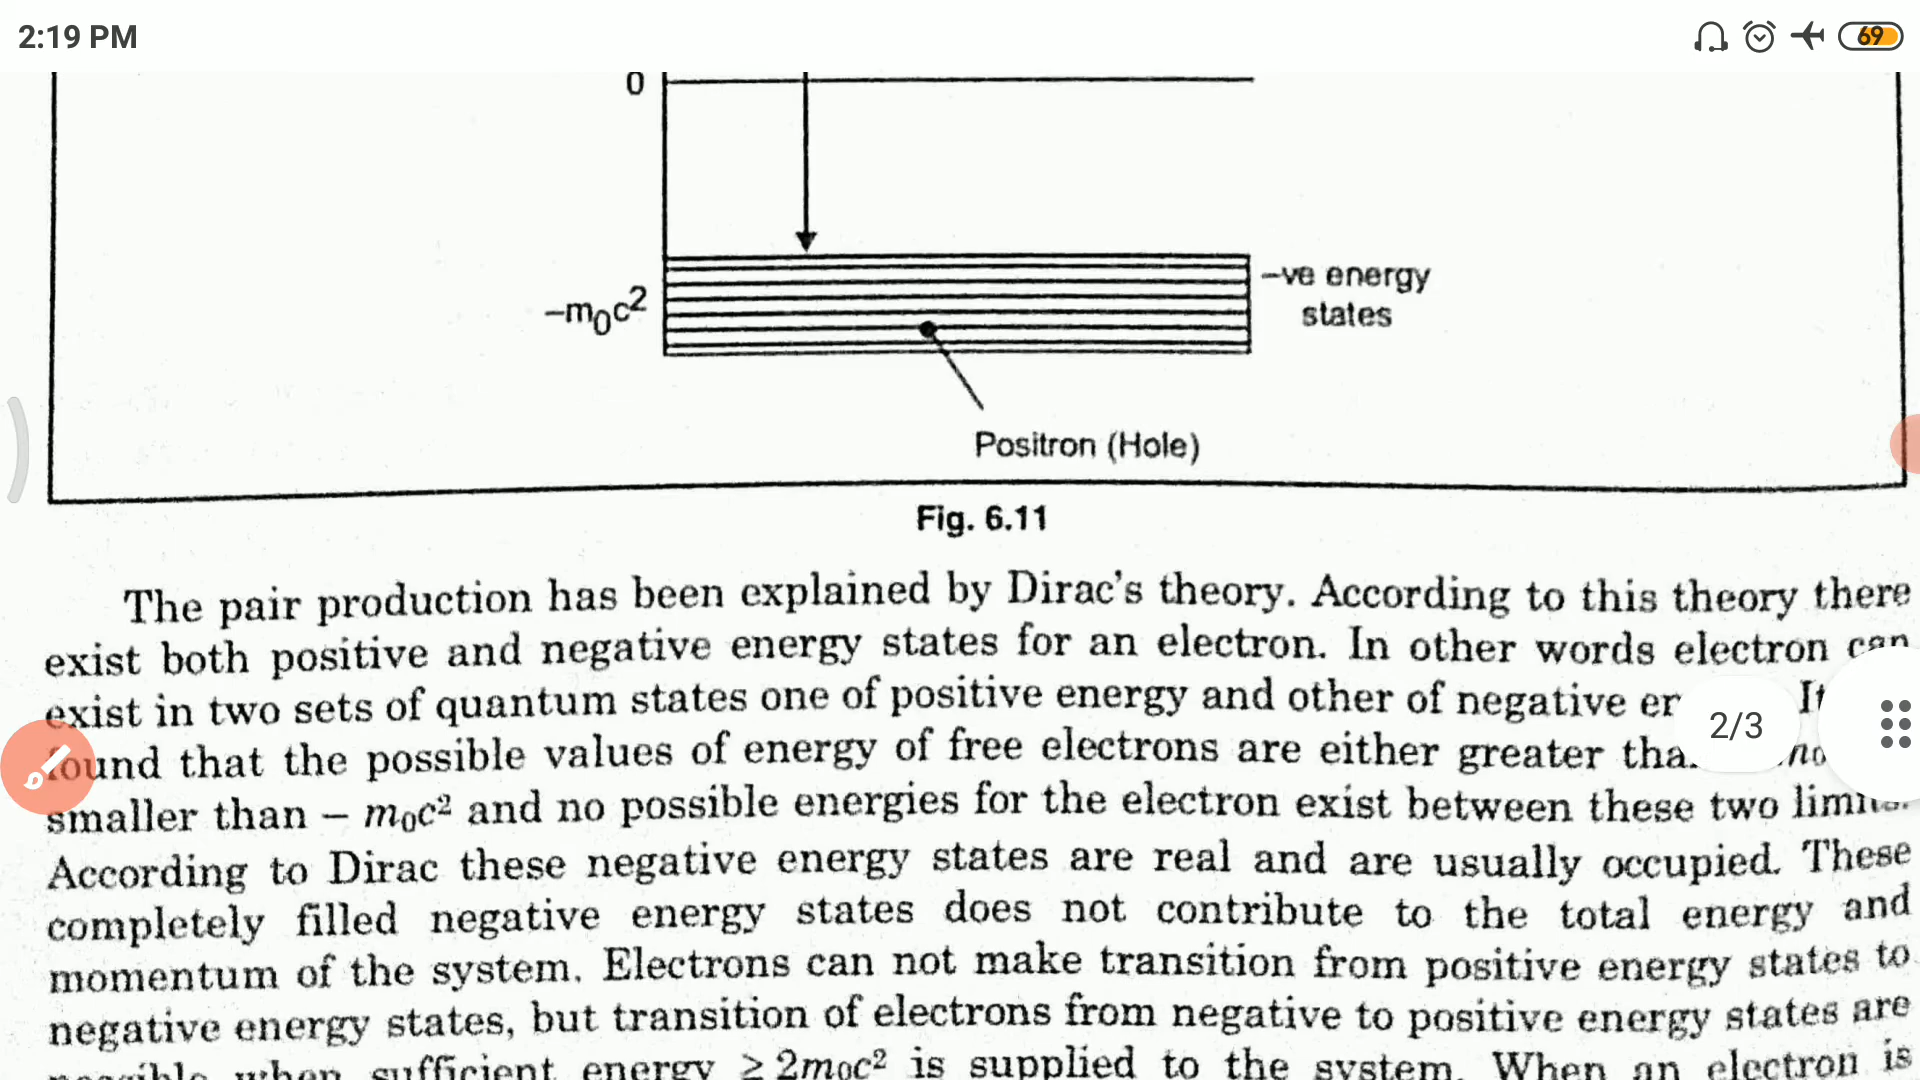 2:19 PM
69
0
–ve energy
states
–m₀c²
Positron (Hole)
Fig. 6.11
The pair production has been explained by Dirac's theory. According to this theory there
exist both positive and negative energy states for an electron. In other words electron can
exist in two sets of quantum states one of positive energy and other of negative er It
found that the possible values of energy of free electrons are either greater tha
2/3
smaller than – m₀c² and no possible energies for the electron exist between these two limits.
According to Dirac these negative energy states are real and are usually occupied. These
completely filled negative energy states does not contribute to the total energy and
momentum of the system. Electrons can not make transition from positive energy states to
negative energy states, but transition of electrons from negative to positive energy states are
possible when sufficient energy ≥ 2m₀c² is supplied to the system. When an electron is